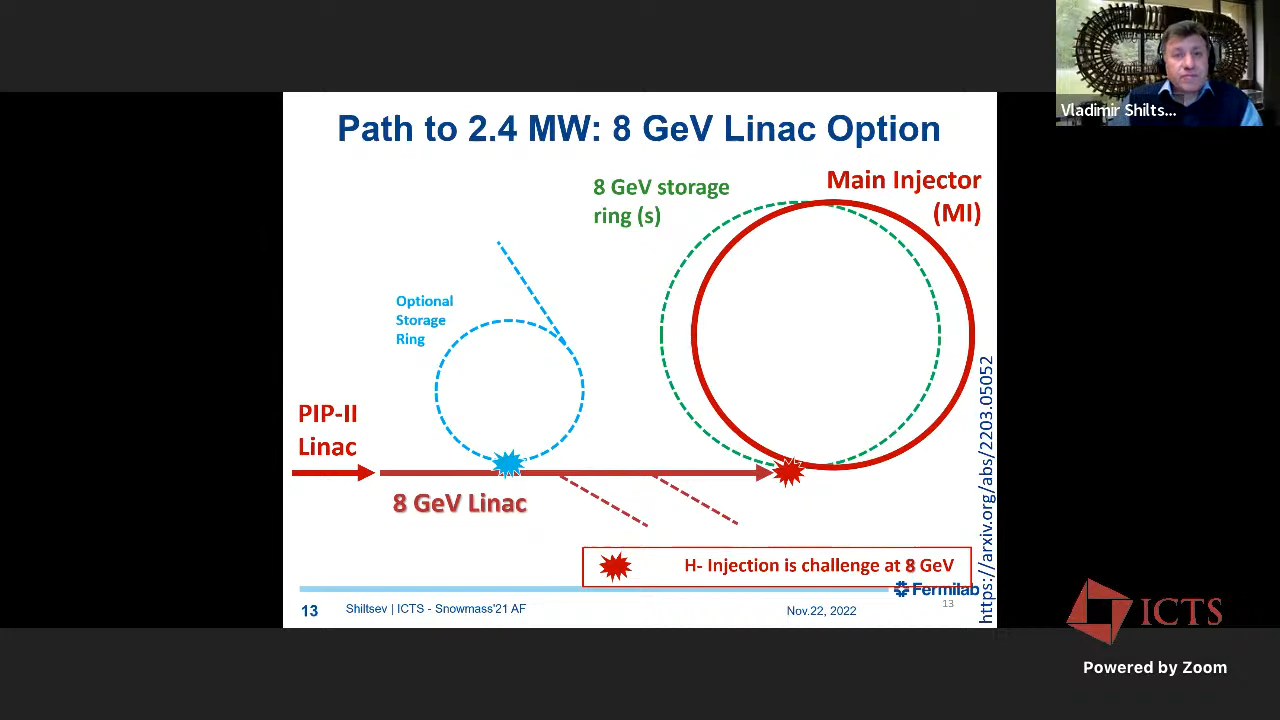 Vladimir Shilts...
Path to 2.4 MW: 8 GeV Linac Option
8 GeV storage
ring (s)
Main Injector
(MI)
Optional
Storage
Ring
PIP-II
Linac
8 GeV Linac
H- Injection is challenge at 8 GeV
https://arxiv.org/abs/2203.05052
Fermilab
13
Shiltsev | ICTS - Snowmass'21 AF
Nov.22, 2022
13
ICTS
Powered by Zoom